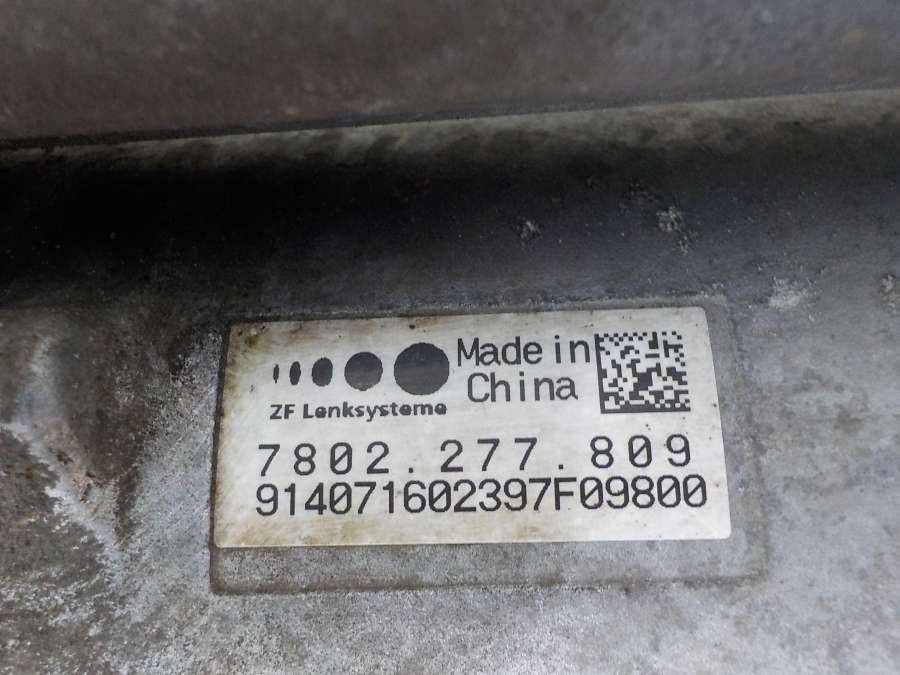 Made in
China
ZF Lenksysteme
7802.277.809
914071602397F09800